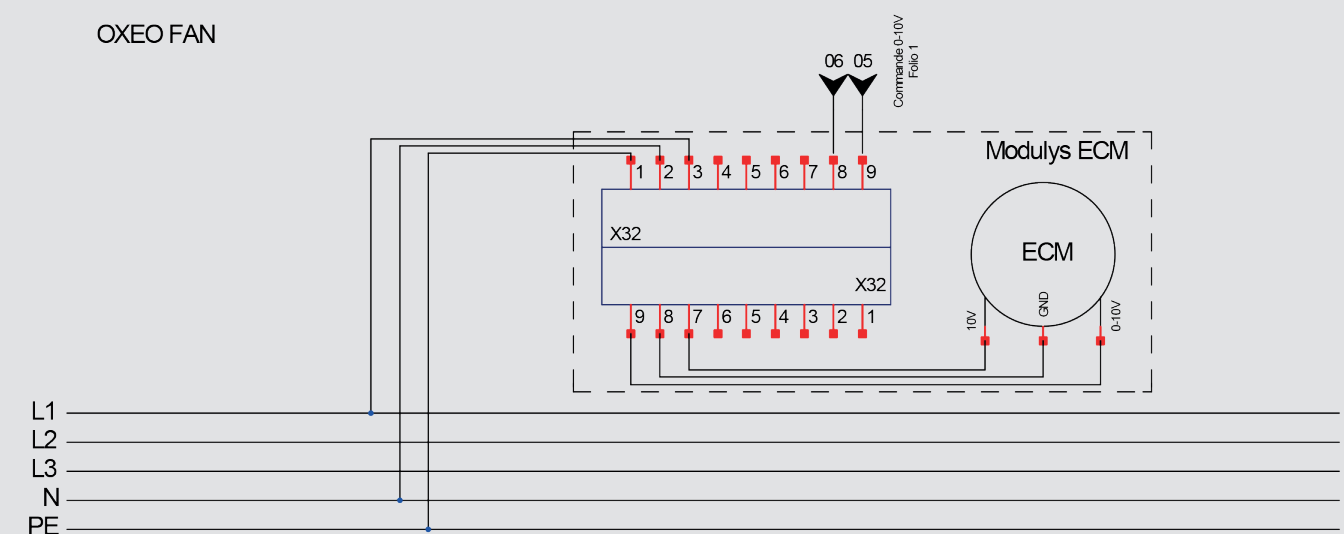 OXEO FAN
06 05
Commande 0-10V
Folio 1
Modulys ECM
1 2 3 4 5 6 7 8 9
X32
ECM
X32
9 8 7 6 5 4 3 2 1
10V
GND
0-10V
L1
L2
L3
N
PE